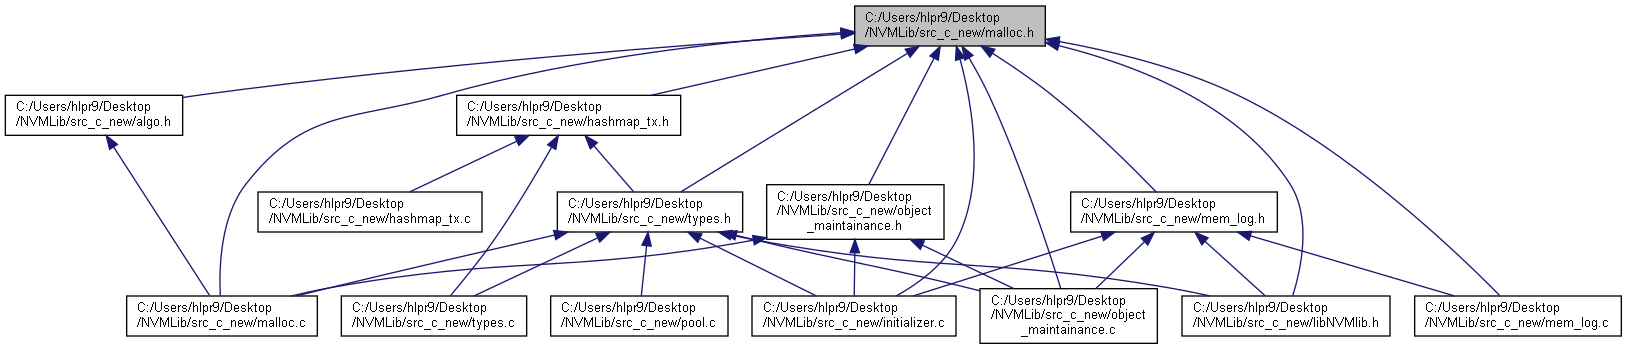 C:/Users/hlpr9/Desktop
/NVMLib/src_c_new/malloc.h
C:/Users/hlpr9/Desktop
/NVMLib/src_c_new/algo.h
C:/Users/hlpr9/Desktop
/NVMLib/src_c_new/hashmap_tx.h
C:/Users/hlpr9/Desktop
/NVMLib/src_c_new/hashmap_tx.c
C:/Users/hlpr9/Desktop
/NVMLib/src_c_new/types.h
C:/Users/hlpr9/Desktop
/NVMLib/src_c_new/object
_maintainance.h
C:/Users/hlpr9/Desktop
/NVMLib/src_c_new/mem_log.h
C:/Users/hlpr9/Desktop
/NVMLib/src_c_new/malloc.c
C:/Users/hlpr9/Desktop
/NVMLib/src_c_new/types.c
C:/Users/hlpr9/Desktop
/NVMLib/src_c_new/pool.c
C:/Users/hlpr9/Desktop
/NVMLib/src_c_new/initializer.c
C:/Users/hlpr9/Desktop
/NVMLib/src_c_new/object
_maintainance.c
C:/Users/hlpr9/Desktop
/NVMLib/src_c_new/libNVMlib.h
C:/Users/hlpr9/Desktop
/NVMLib/src_c_new/mem_log.c